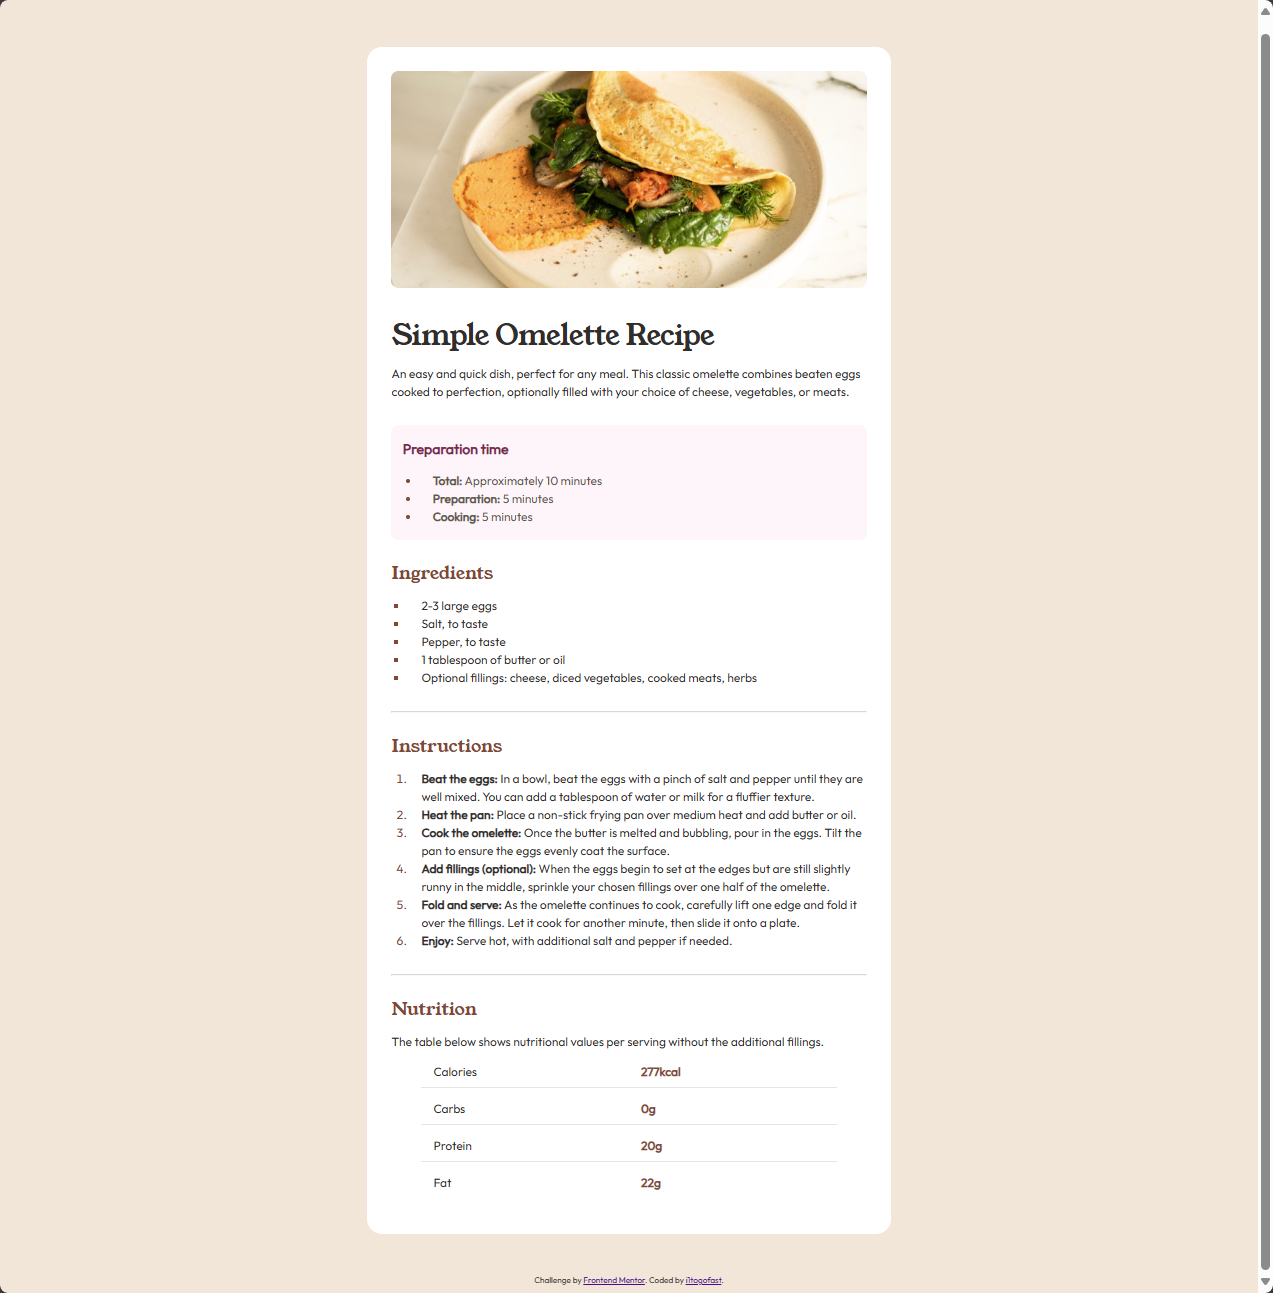 Simple Omelette Recipe
An easy and quick dish, perfect for any meal. This classic omelette combines beaten eggs
cooked to perfection, optionally filled with your choice of cheese, vegetables, or meats.
Preparation time
• Total: Approximately 10 minutes
• Preparation: 5 minutes
• Cooking: 5 minutes
Ingredients
▪ 2-3 large eggs
▪ Salt, to taste
▪ Pepper, to taste
▪ 1 tablespoon of butter or oil
▪ Optional fillings: cheese, diced vegetables, cooked meats, herbs
Instructions
1. Beat the eggs: In a bowl, beat the eggs with a pinch of salt and pepper until they are
well mixed. You can add a tablespoon of water or milk for a fluffier texture.
2. Heat the pan: Place a non-stick frying pan over medium heat and add butter or oil.
3. Cook the omelette: Once the butter is melted and bubbling, pour in the eggs. Tilt the
pan to ensure the eggs evenly coat the surface.
4. Add fillings (optional): When the eggs begin to set at the edges but are still slightly
runny in the middle, sprinkle your chosen fillings over one half of the omelette.
5. Fold and serve: As the omelette continues to cook, carefully lift one edge and fold it
over the fillings. Let it cook for another minute, then slide it onto a plate.
6. Enjoy: Serve hot, with additional salt and pepper if needed.
Nutrition
The table below shows nutritional values per serving without the additional fillings.
Calories 277kcal
Carbs 0g
Protein 20g
Fat 22g
Challenge by Frontend Mentor. Coded by i1togofast.